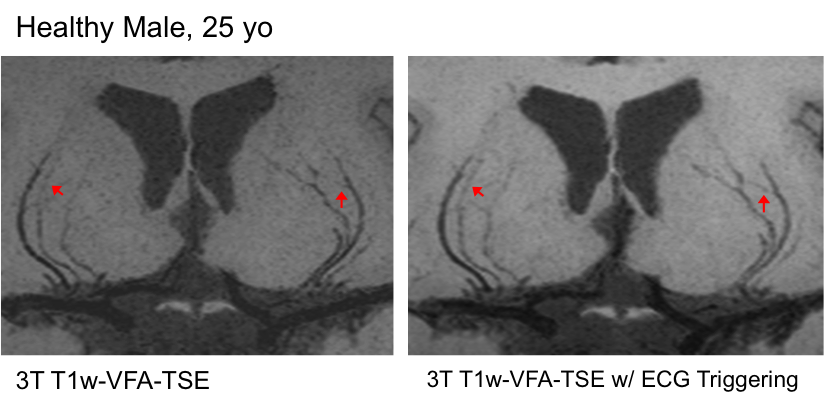 Healthy Male, 25 yo
3T T1w-VFA-TSE
3T T1w-VFA-TSE w/ ECG Triggering